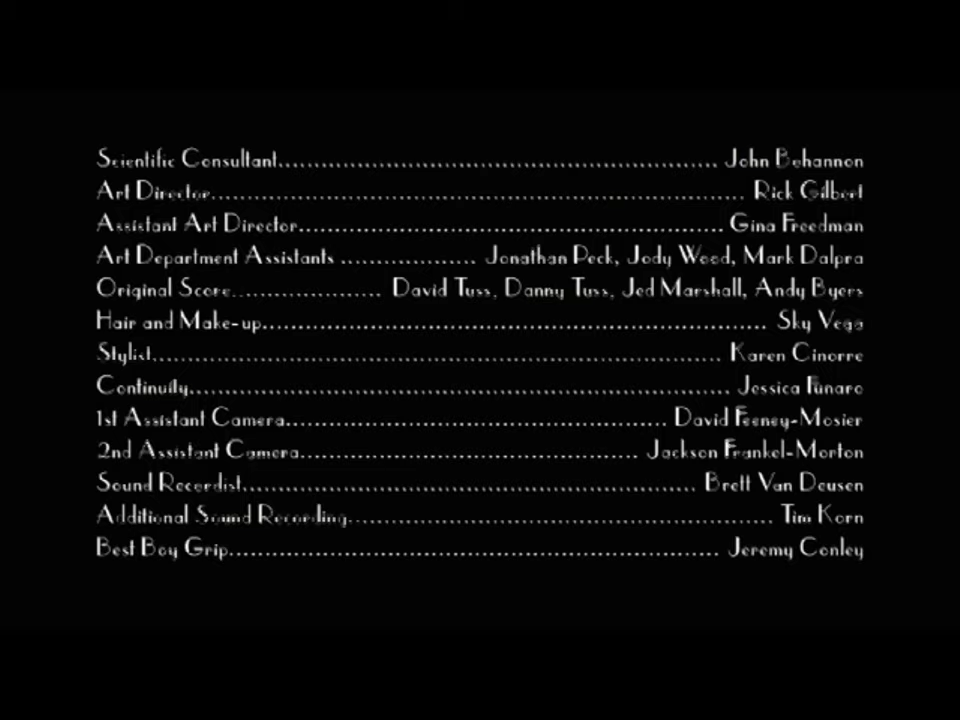 Scientific Consultant.......................................................... John Bohannon
Art Director....................................................................... Rick Gilbert
Assistant Art Director........................................................ Gina Freedman
Art Department Assistants .................. Jonathan Peck, Jody Weed, Mark Dalpra
Original Score.................... David Tuss, Danny Tuss, Jed Marshall, Andy Byers
Hair and Make-up.................................................................... Sky Vega
Stylist............................................................................ Karen Cinorre
Continuity......................................................................... Jessica Funaro
1st Assistant Camera................................................... David Feeney-Mosier
2nd Assistant Camera............................................. Jackson Frankel-Morton
Sound Recordist............................................................ Brett Van Deusen
Additional Sound Recording......................................................... Tim Korn
Best Boy Grip................................................................. Jeremy Conley